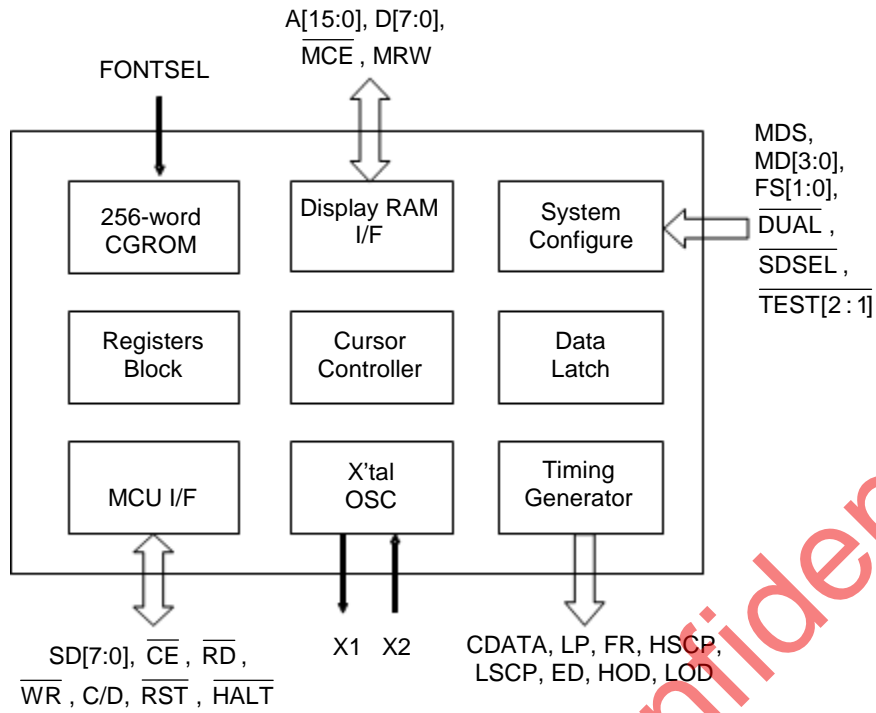 A[15:0], D[7:0],
MCE , MRW
FONTSEL
MDS,
MD[3:0],
FS[1:0],
DUAL ,
SDSEL ,
TEST[2 : 1]
256-word
CGROM
Display RAM
I/F
System
Configure
Registers
Block
Cursor
Controller
Data
Latch
MCU I/F
X'tal
OSC
Timing
Generator
SD[7:0], CE , RD ,
WR , C/D, RST , HALT
X1 X2
CDATA, LP, FR, HSCP,
LSCP, ED, HOD, LOD